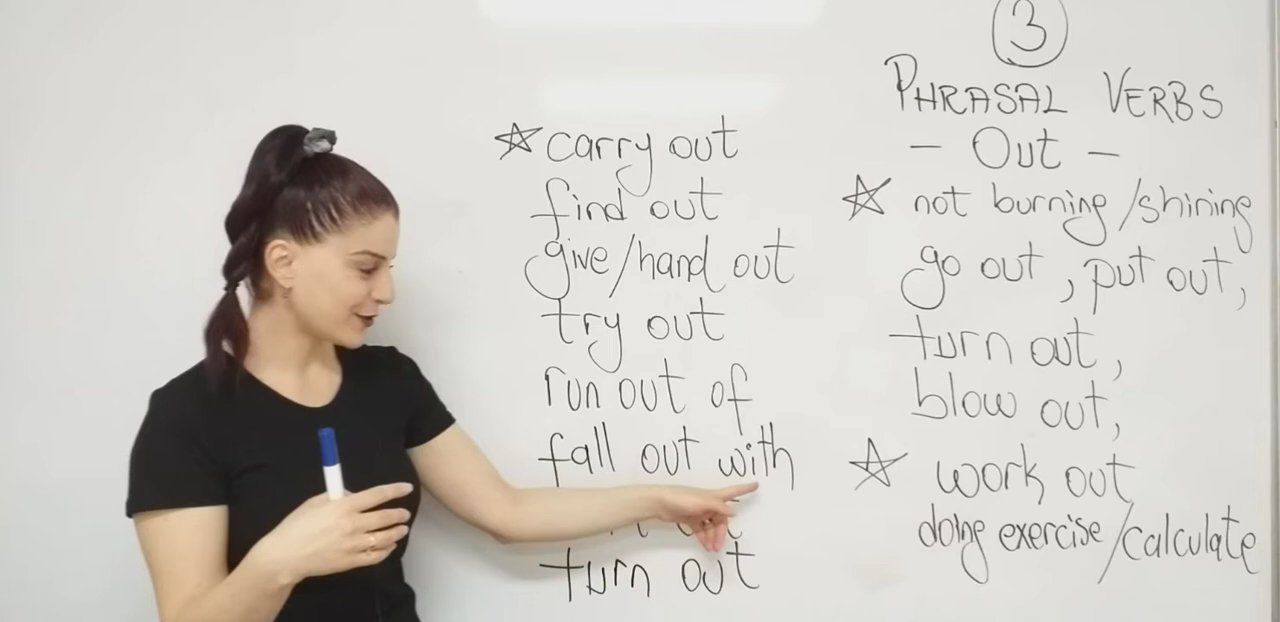 3
PHRASAL VERBS
- Out -
☆ not burning/shining
go out, put out,
turn out,
blow out,
☆ work out
doing exercise/calculate
☆ carry out
find out
give/hand out
try out
run out of
fall out with
turn out